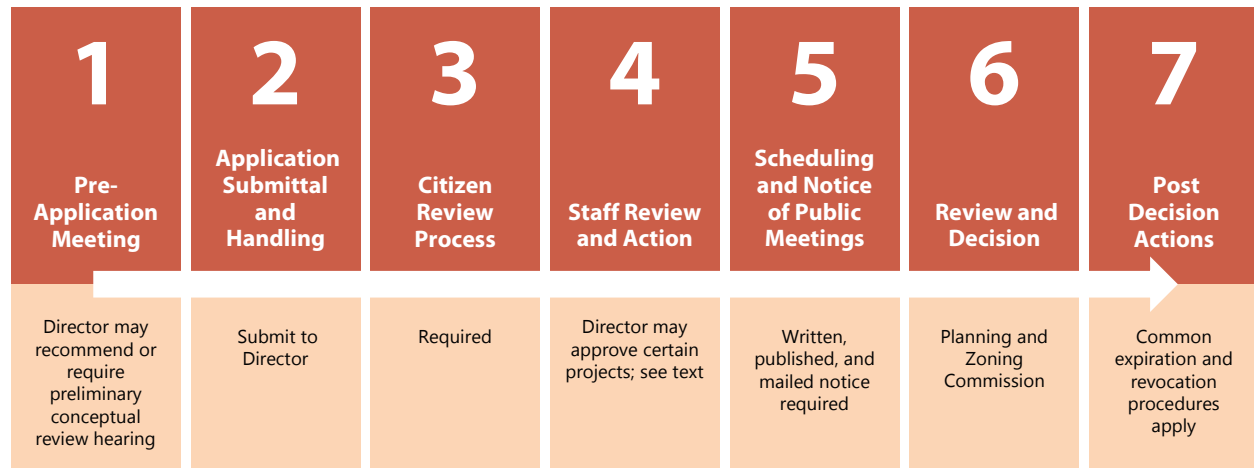 1
Pre-
Application
Meeting
Director may
recommend or
require
preliminary
conceptual
review hearing
2
Application
Submittal
and
Handling
Submit to
Director
3
Citizen
Review
Process
Required
4
Staff Review
and Action
Director may
approve certain
projects; see text
5
Scheduling
and Notice
of Public
Meetings
Written,
published, and
mailed notice
required
6
Review and
Decision
Planning and
Zoning
Commission
7
Post
Decision
Actions
Common
expiration and
revocation
procedures
apply